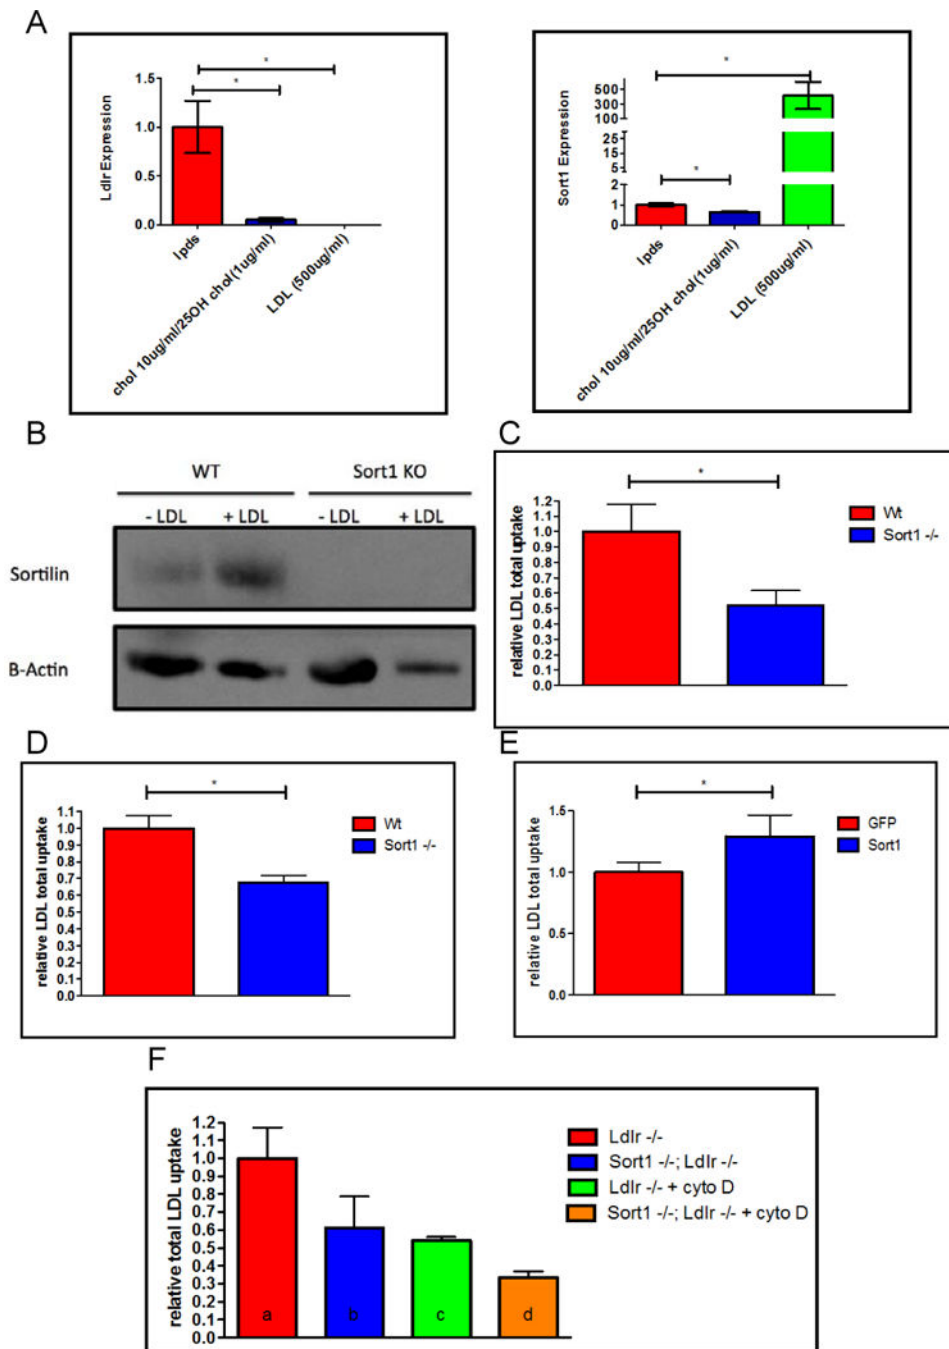 A
*
*
Ldlr Expression
1.5
1.0
0.5
0.0
lpds
chol 10ug/ml/25OH chol (1ug/ml)
LDL (500ug/ml)
*
*
Sort1 Expression
500
300
100
25
15
5
2
1
0
lpds
chol 10ug/ml/25OH chol (1ug/ml)
LDL (500ug/ml)
B
WT Sort1 KO
- LDL + LDL - LDL + LDL
Sortilin
B-Actin
C
*
relative LDL total uptake
1.2
1.1
1.0
0.9
0.8
0.7
0.6
0.5
0.4
0.3
0.2
0.1
0.0
Wt
Sort1 -/-
D
*
relative LDL total uptake
1.1
1.0
0.9
0.8
0.7
0.6
0.5
0.4
0.3
0.2
0.1
0.0
Wt
Sort1 -/-
E
*
relative LDL total uptake
1.5
1.0
0.5
0.0
GFP
Sort1
F
relative total LDL uptake
1.2
1.1
1.0
0.9
0.8
0.7
0.6
0.5
0.4
0.3
0.2
0.1
0.0
a b c d
Ldlr -/-
Sort1 -/-; Ldlr -/-
Ldlr -/- + cyto D
Sort1 -/-; Ldlr -/- + cyto D